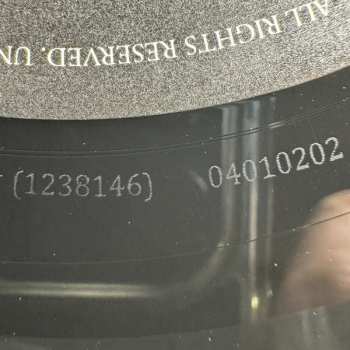 ALL RIGHTS RESERVED. UN
(1238146) 04010202